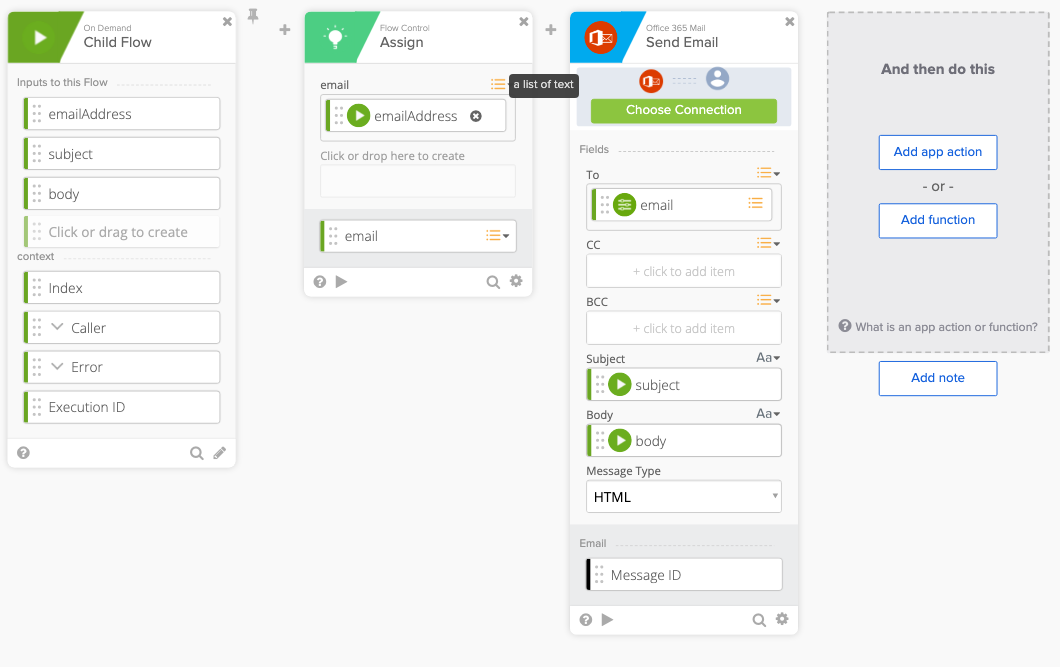 On Demand
Child Flow
Inputs to this Flow
emailAddress
subject
body
Click or drag to create
context
Index
Caller
Error
Execution ID
Flow Control
Assign
email
a list of text
emailAddress
Click or drop here to create
email
Office 365 Mail
Send Email
Choose Connection
Fields
To
email
CC
+ click to add item
BCC
+ click to add item
Subject
Aa
subject
Body
Aa
body
Message Type
HTML
Email
Message ID
And then do this
Add app action
- or -
Add function
What is an app action or function?
Add note